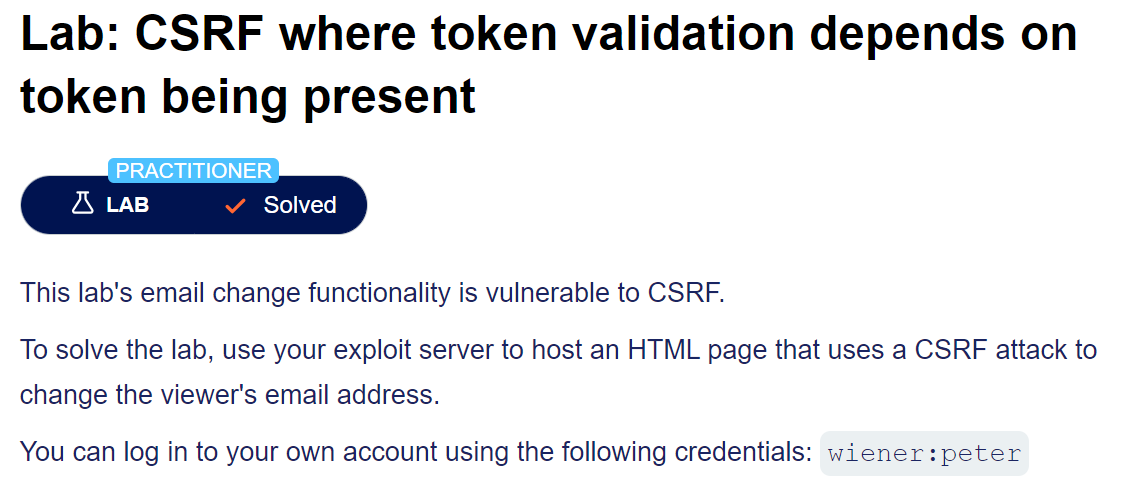 Lab: CSRF where token validation depends on
token being present
PRACTITIONER
LAB Solved
This lab's email change functionality is vulnerable to CSRF.
To solve the lab, use your exploit server to host an HTML page that uses a CSRF attack to
change the viewer's email address.
You can log in to your own account using the following credentials: wiener:peter